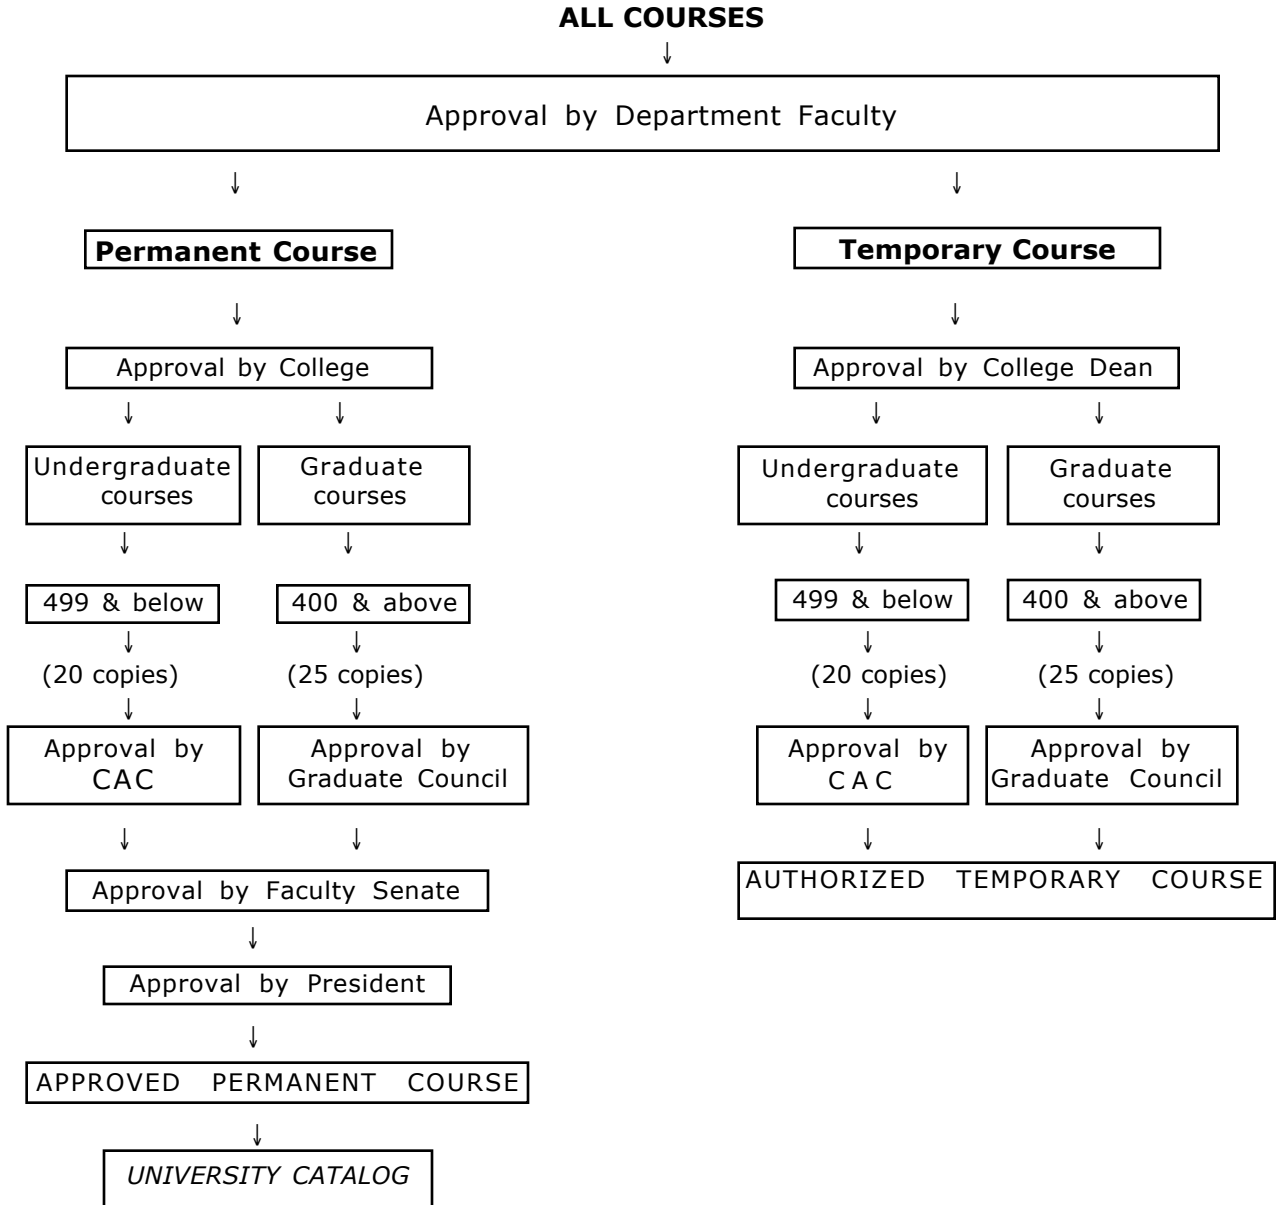 ALL COURSES
Approval by Department Faculty
Permanent Course
Temporary Course
Approval by College
Approval by College Dean
Undergraduate
courses
Graduate
courses
Undergraduate
courses
Graduate
courses
499 & below
400 & above
499 & below
400 & above
(20 copies)
(25 copies)
(20 copies)
(25 copies)
Approval by
CAC
Approval by
Graduate Council
Approval by
CAC
Approval by
Graduate Council
Approval by Faculty Senate
AUTHORIZED TEMPORARY COURSE
Approval by President
APPROVED PERMANENT COURSE
UNIVERSITY CATALOG